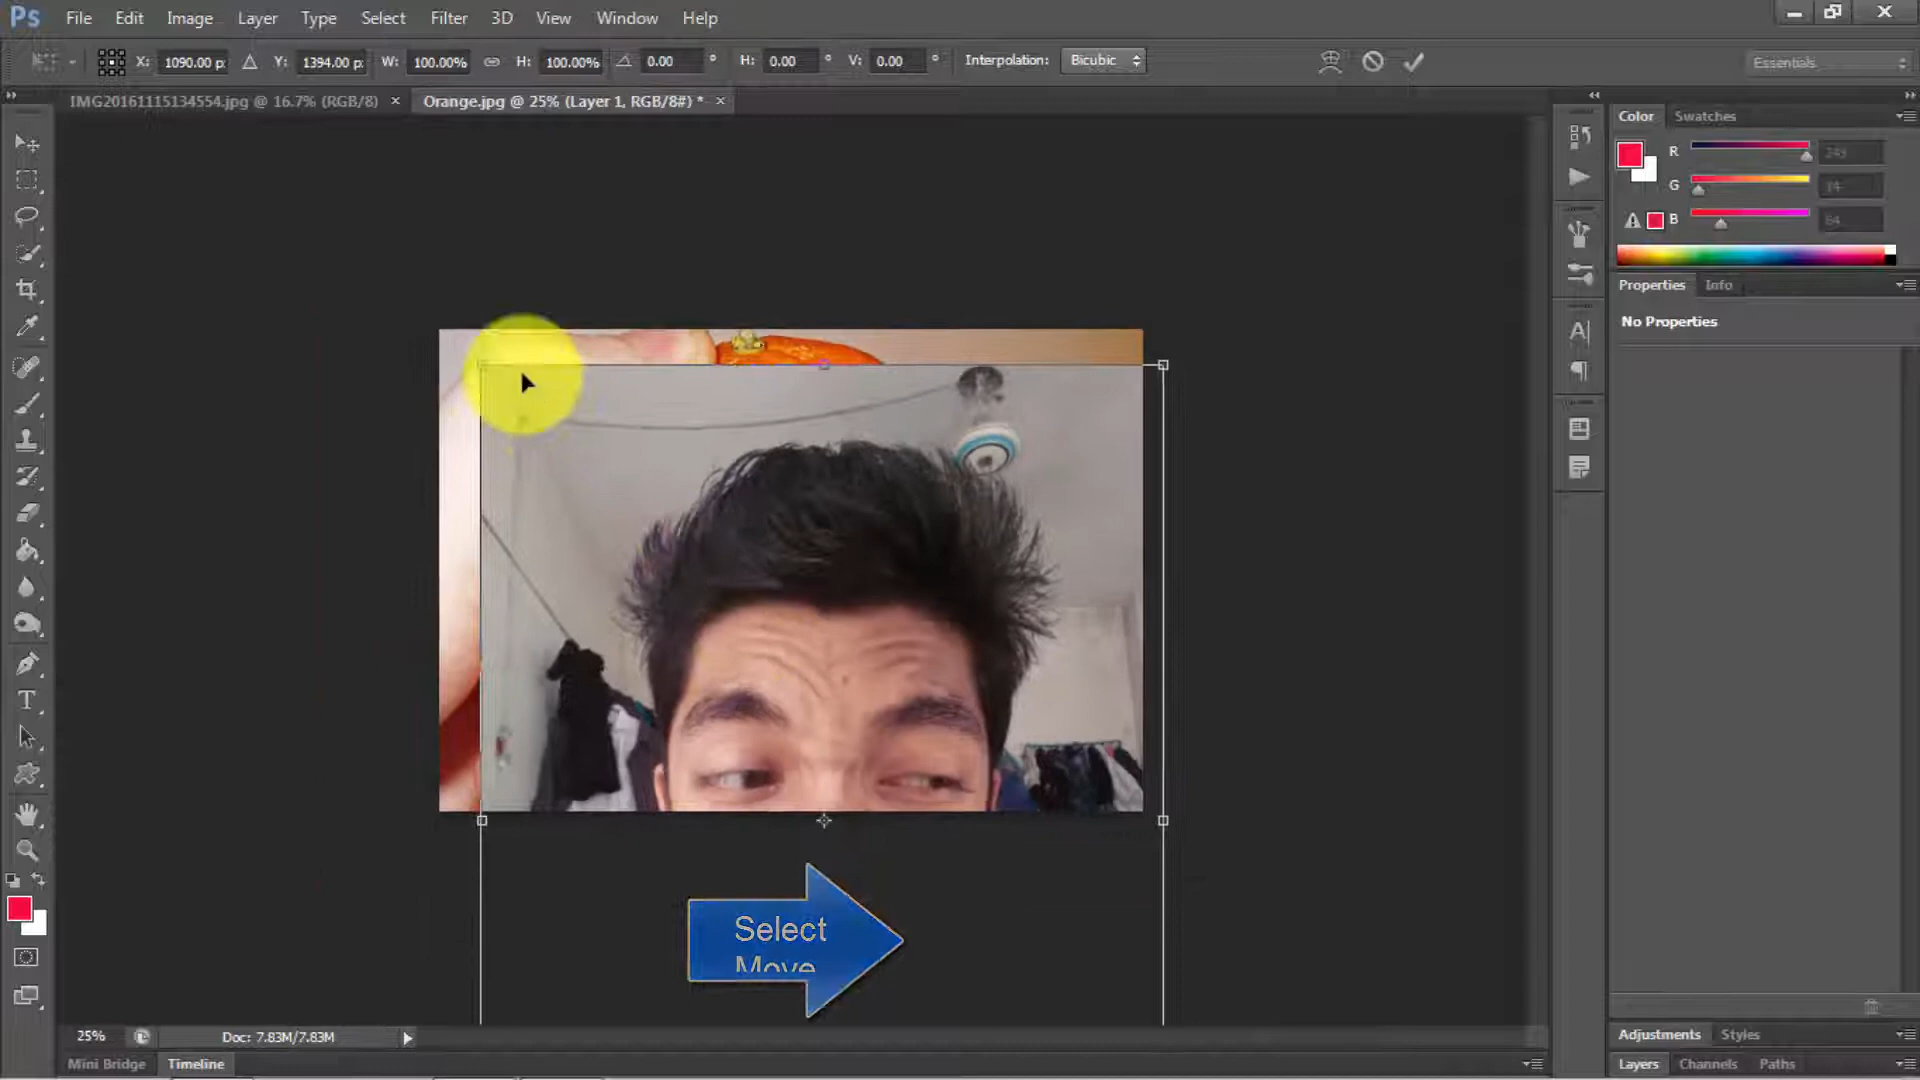 Ps File Edit Image Layer Type Select Filter 3D View Window Help
X: 1090.00 p: Y: 1394.00 p: W: 100.00% H: 100.00% 0.00 ° H: 0.00 ° V: 0.00 ° Interpolation: Bicubic Essentials
IMG20161115134554.jpg @ 16.7% (RGB/8) × Orange.jpg @ 25% (Layer 1, RGB/8#) * ×
Color Swatches
R 249
G 14
B 64
Properties Info
No Properties
Select
Move
25% Doc: 7.83M/7.83M
Adjustments Styles
Mini Bridge Timeline
Layers Channels Paths